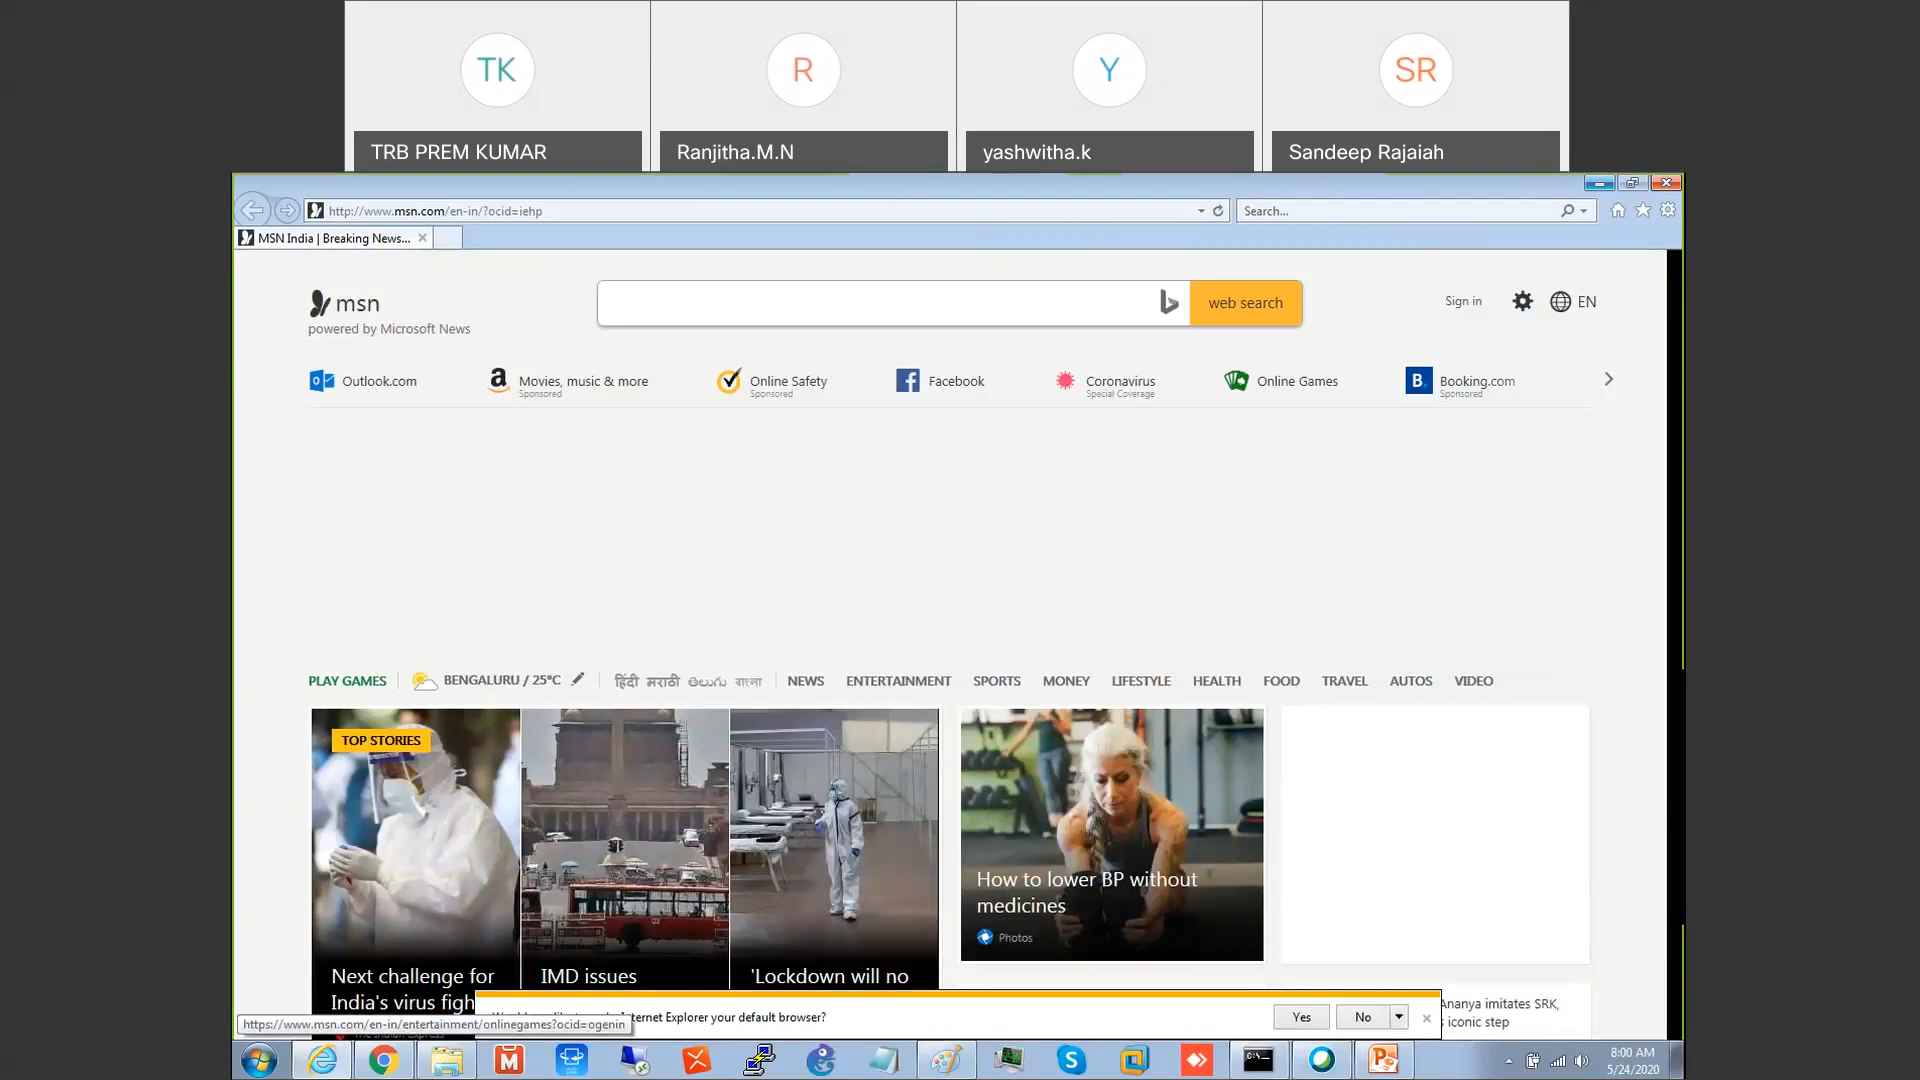 TK
R
Y
SR
TRB PREM KUMAR
Ranjitha.M.N
yashwitha.k
Sandeep Rajaiah
http://www.msn.com/en-in/?ocid=iehp
Search...
MSN India | Breaking News...
msn
powered by Microsoft News
web search
Sign in
EN
Outlook.com
Movies, music & more
Sponsored
Online Safety
Sponsored
Facebook
Coronavirus
Special Coverage
Online Games
Booking.com
Sponsored
PLAY GAMES
BENGALURU / 25°C
हिंदी मराठी తెలుగు বাংলা
NEWS ENTERTAINMENT SPORTS MONEY LIFESTYLE HEALTH FOOD TRAVEL AUTOS VIDEO
TOP STORIES
Next challenge for
India's virus figh
IMD issues
'Lockdown will no
How to lower BP without
medicines
Photos
Ananya imitates SRK,
iconic step
Internet Explorer your default browser?
Yes
No
https://www.msn.com/en-in/entertainment/onlinegames?ocid=ogenin
8:00 AM
5/24/2020